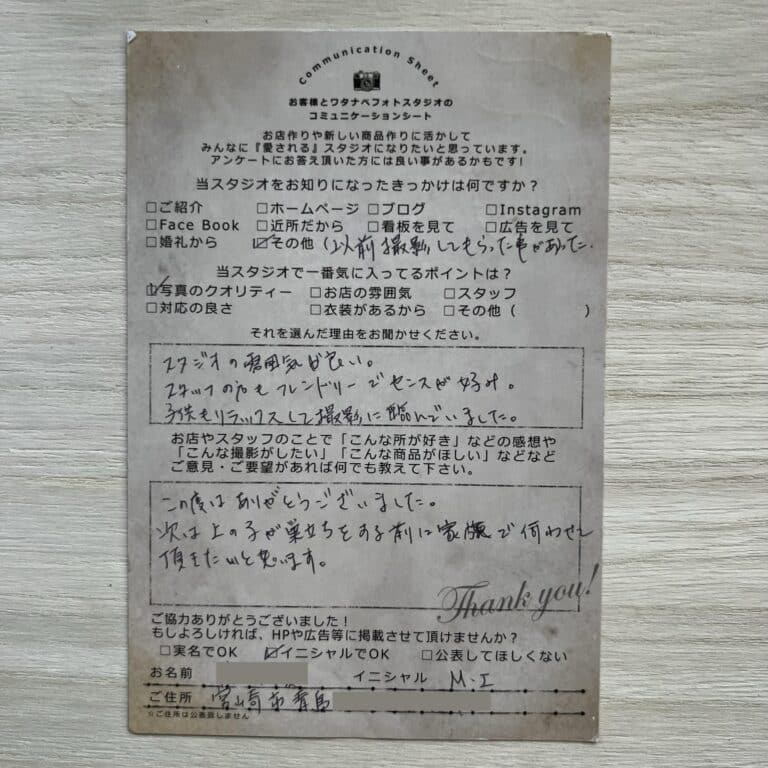 Communication Sheet
お客様とワタナベフォトスタジオの
コミュニケーションシート
お店作りや新しい商品作りに活かして
みんなに『愛される』スタジオになりたいと思っています。
アンケートにお答え頂いた方には良い事があるかもです!
当スタジオをお知りになったきっかけは何ですか?
□ご紹介 □ホームページ □ブログ □Instagram
□Face Book □近所だから □看板を見て □広告を見て
□婚礼から ☑その他 (以前撮影してもらった事があった.
当スタジオで一番気に入ってるポイントは?
☑写真のクオリティー □お店の雰囲気 □スタッフ
□対応の良さ □衣装があるから □その他 ( )
それを選んだ理由をお聞かせください。
スタジオの雰囲気が良い。
スタッフの方もフレンドリーでセンスが好み。
子供もリラックスして撮影に臨んでいました。
お店やスタッフのことで「こんな所が好き」などの感想や
「こんな撮影がしたい」「こんな商品がほしい」などなど
ご意見・ご要望があれば何でも教えて下さい。
この度はありがとうございました。
次は上の子が巣立ちをする前に家族で伺わせて
頂きたいと思います。
Thank you!
ご協力ありがとうございました!
もしよろしければ、HPや広告等に掲載させて頂けませんか?
□実名でOK ☑イニシャルでOK □公表してほしくない
お名前 イニシャル M.I
ご住所 宮崎市青島
※ご住所は公表致しません